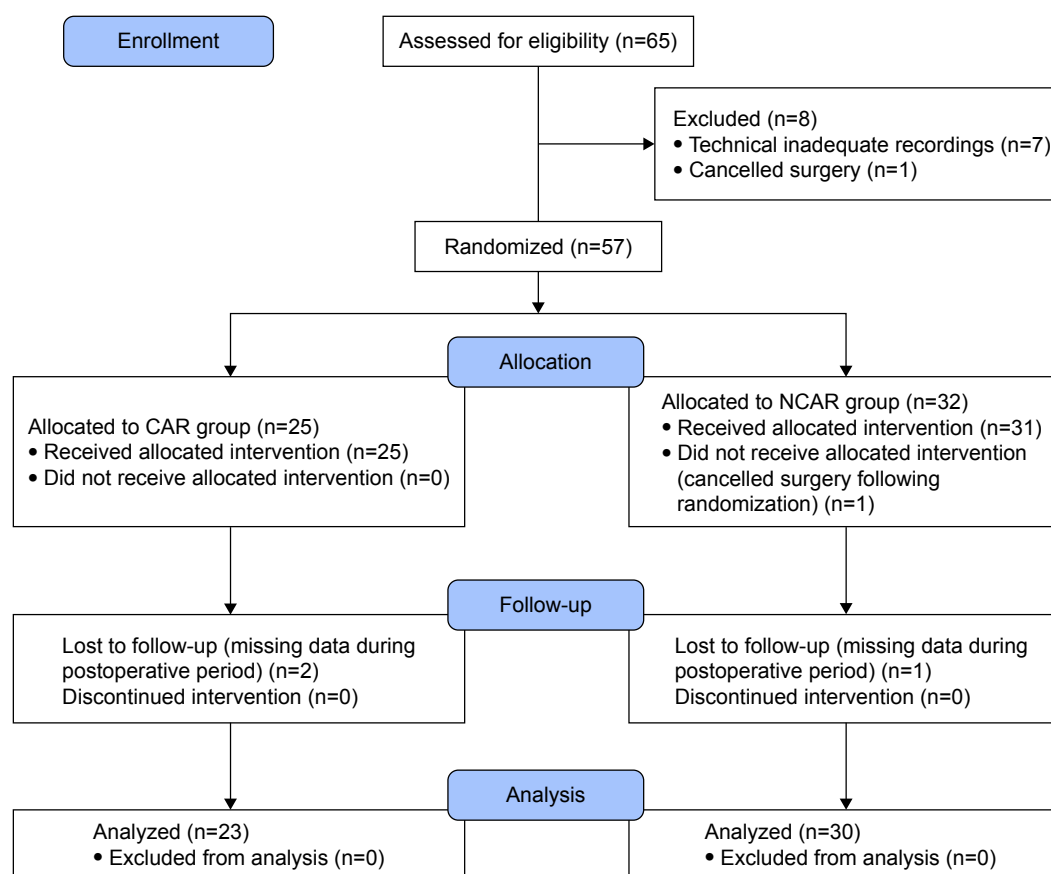 Enrollment
Assessed for eligibility (n=65)
Excluded (n=8)
• Technical inadequate recordings (n=7)
• Cancelled surgery (n=1)
Randomized (n=57)
Allocation
Allocated to CAR group (n=25)
• Received allocated intervention (n=25)
• Did not receive allocated intervention (n=0)
Allocated to NCAR group (n=32)
• Received allocated intervention (n=31)
• Did not receive allocated intervention
(cancelled surgery following
randomization) (n=1)
Follow-up
Lost to follow-up (missing data during
postoperative period) (n=2)
Discontinued intervention (n=0)
Lost to follow-up (missing data during
postoperative period) (n=1)
Discontinued intervention (n=0)
Analysis
Analyzed (n=23)
• Excluded from analysis (n=0)
Analyzed (n=30)
• Excluded from analysis (n=0)